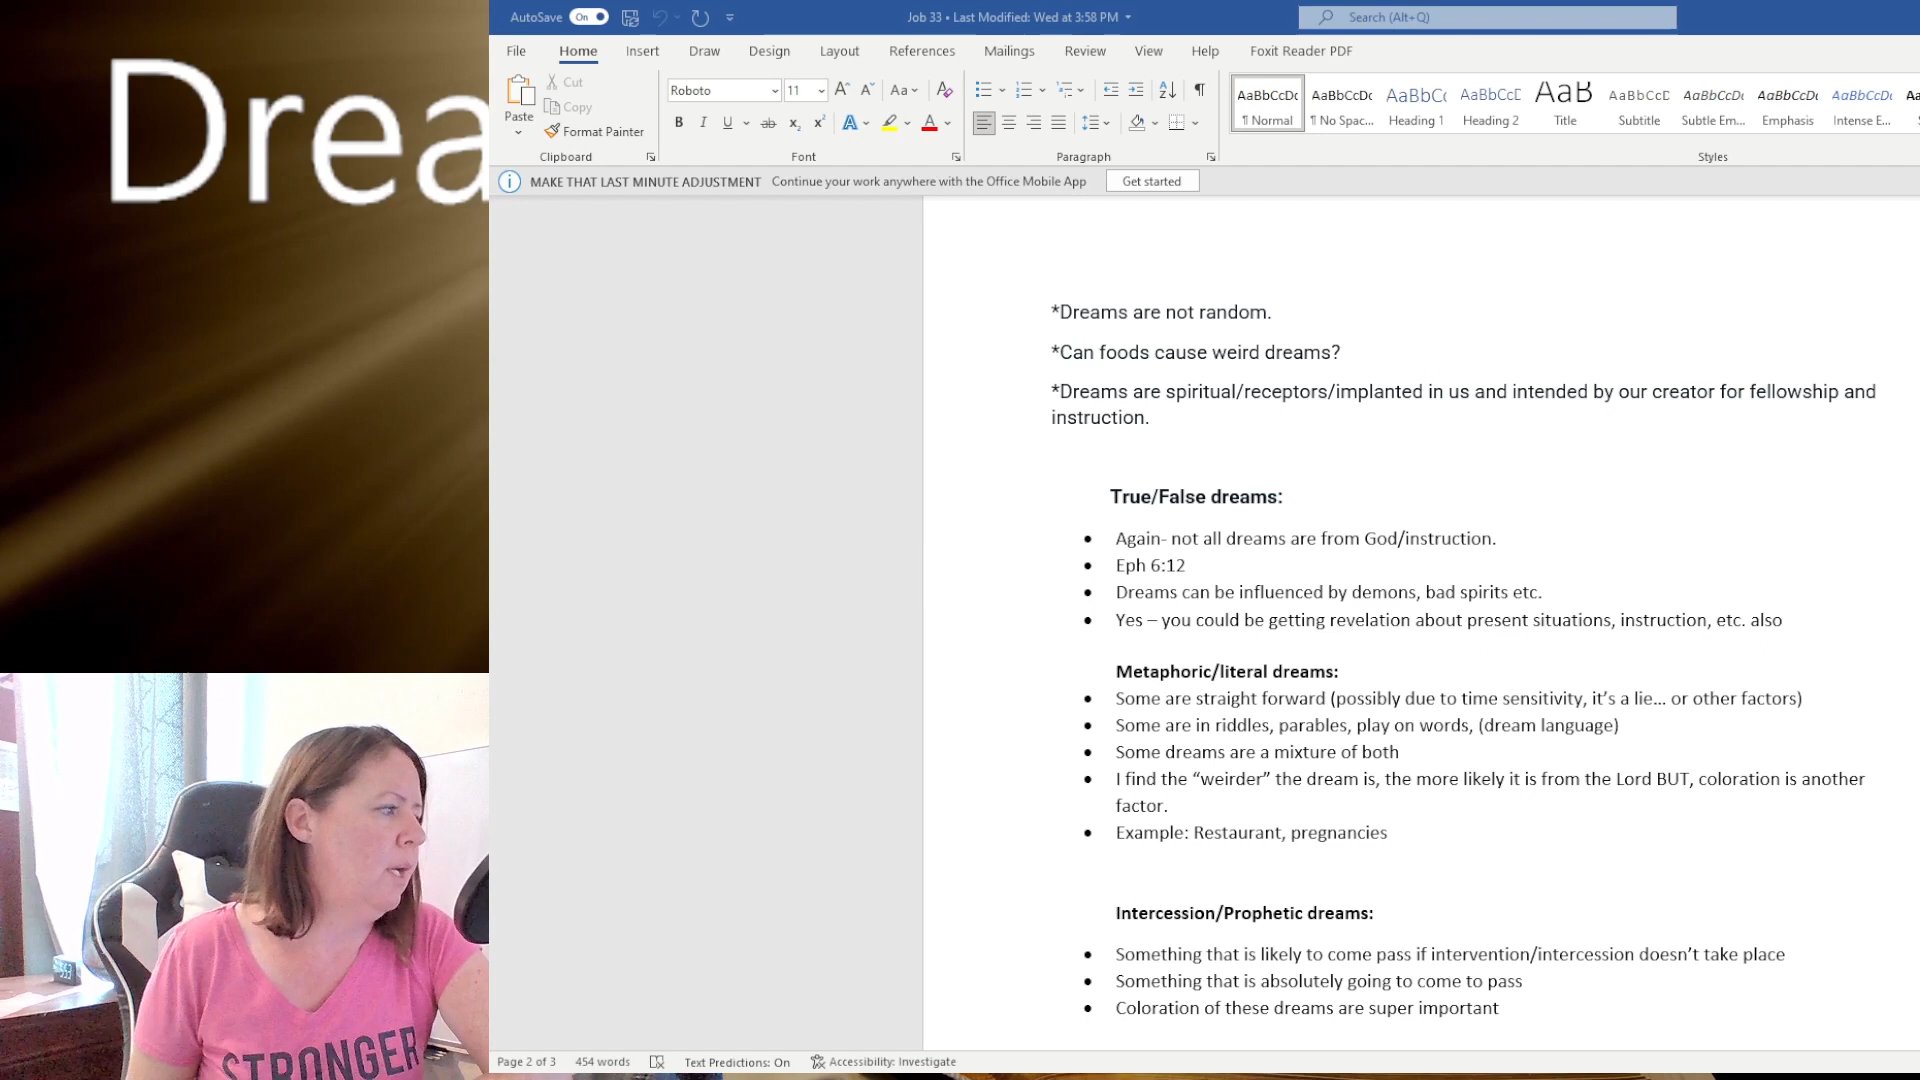 Drea
AutoSave On
Job 33 • Last Modified: Wed at 3:58 PM
Search (Alt+Q)
File Home Insert Draw Design Layout References Mailings Review View Help Foxit Reader PDF
Paste
Cut
Copy
Format Painter
Clipboard
Roboto 11
Font
Paragraph
AaBbCcDc AaBbCcDc AaBbCc AaBbCcD AaB AaBbCcD AaBbCcDc AaBbCcDc AaBbCcDc
¶ Normal ¶ No Spac... Heading 1 Heading 2 Title Subtitle Subtle Em... Emphasis Intense E...
Styles
MAKE THAT LAST MINUTE ADJUSTMENT Continue your work anywhere with the Office Mobile App Get started
*Dreams are not random.
*Can foods cause weird dreams?
*Dreams are spiritual/receptors/implanted in us and intended by our creator for fellowship and
instruction.
True/False dreams:
• Again- not all dreams are from God/instruction.
• Eph 6:12
• Dreams can be influenced by demons, bad spirits etc.
• Yes – you could be getting revelation about present situations, instruction, etc. also
Metaphoric/literal dreams:
• Some are straight forward (possibly due to time sensitivity, it’s a lie... or other factors)
• Some are in riddles, parables, play on words, (dream language)
• Some dreams are a mixture of both
• I find the “weirder” the dream is, the more likely it is from the Lord BUT, coloration is another
factor.
• Example: Restaurant, pregnancies
Intercession/Prophetic dreams:
• Something that is likely to come pass if intervention/intercession doesn’t take place
• Something that is absolutely going to come to pass
• Coloration of these dreams are super important
STRONGER
Page 2 of 3 454 words Text Predictions: On Accessibility: Investigate